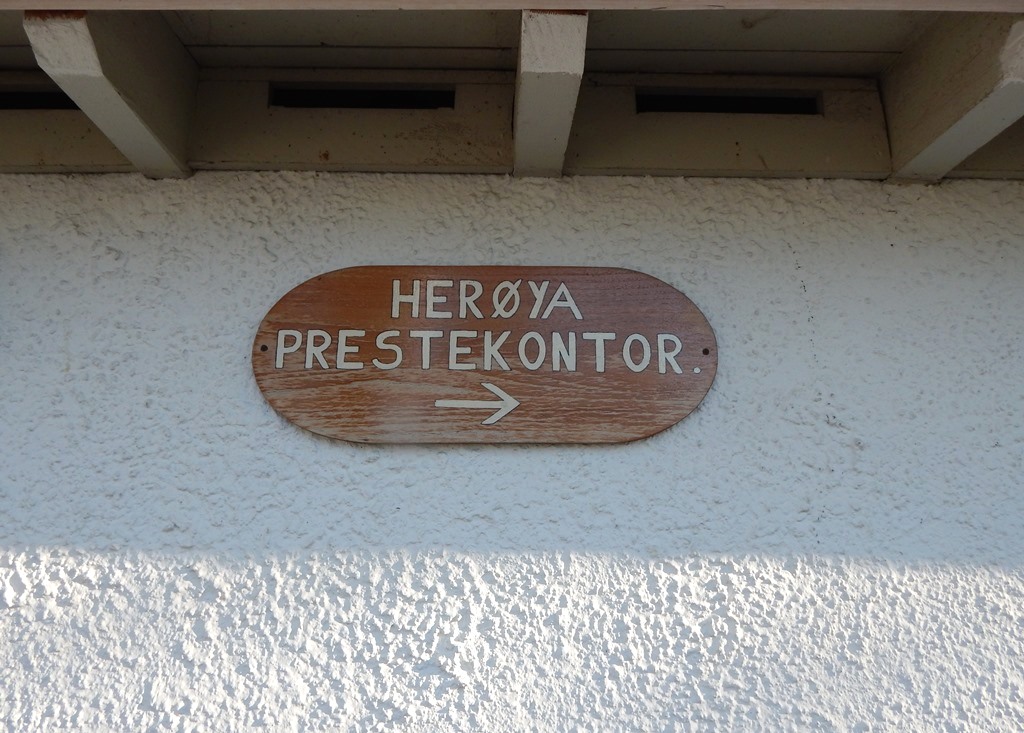 HERØYA
PRESTEKONTOR.
→